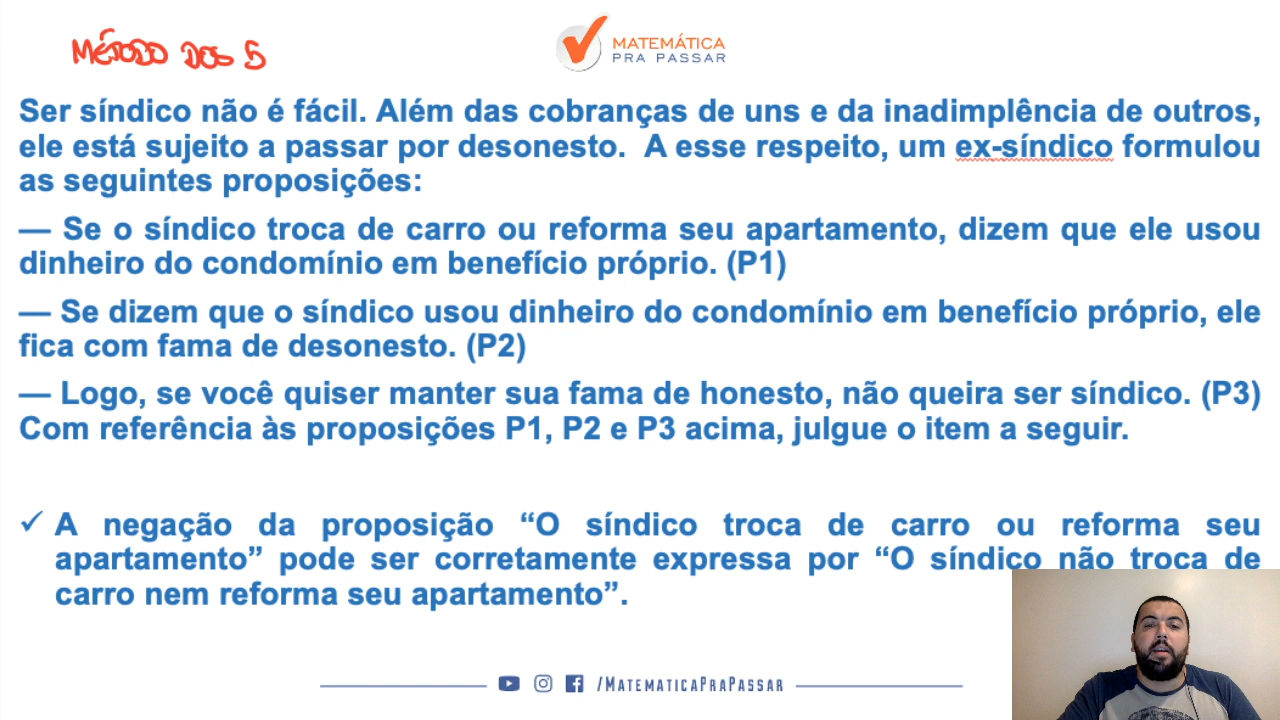 MÉTODO DOS 5
MATEMÁTICA
PRA PASSAR
Ser síndico não é fácil. Além das cobranças de uns e da inadimplência de outros,
ele está sujeito a passar por desonesto. A esse respeito, um ex-síndico formulou
as seguintes proposições:
— Se o síndico troca de carro ou reforma seu apartamento, dizem que ele usou
dinheiro do condomínio em benefício próprio. (P1)
— Se dizem que o síndico usou dinheiro do condomínio em benefício próprio, ele
fica com fama de desonesto. (P2)
— Logo, se você quiser manter sua fama de honesto, não queira ser síndico. (P3)
Com referência às proposições P1, P2 e P3 acima, julgue o item a seguir.
✓ A negação da proposição “O síndico troca de carro ou reforma seu
apartamento” pode ser corretamente expressa por “O síndico não troca de
carro nem reforma seu apartamento”.
/MATEMATICAPRAPASSAR